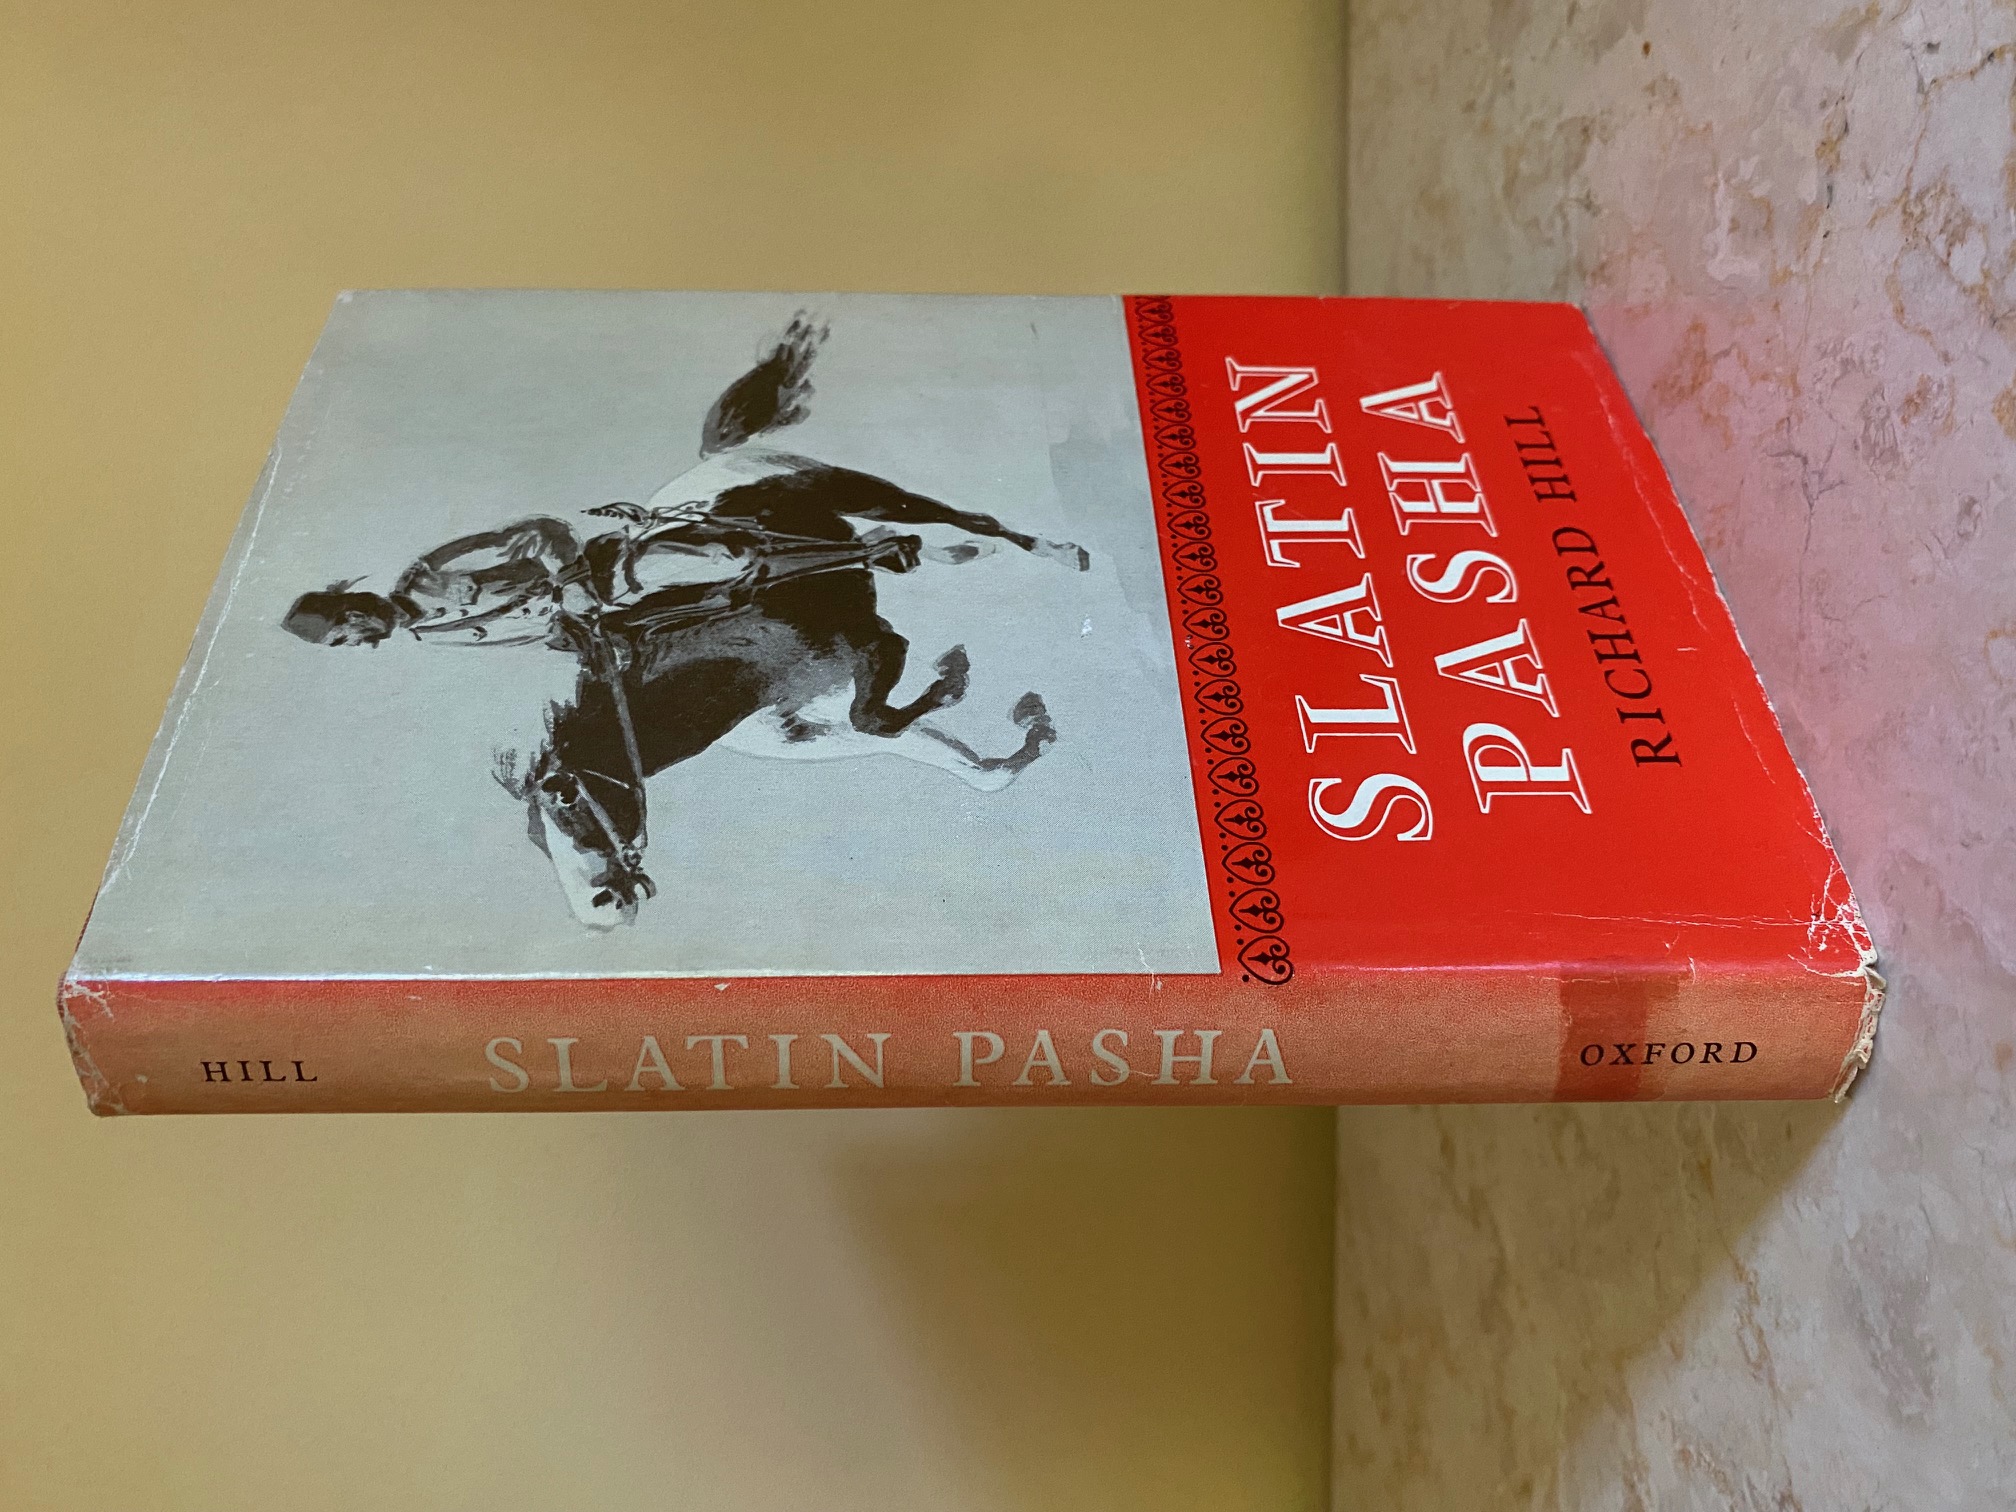 SLATIN
PASHA
RICHARD HILL
HILL
SLATIN PASHA
OXFORD